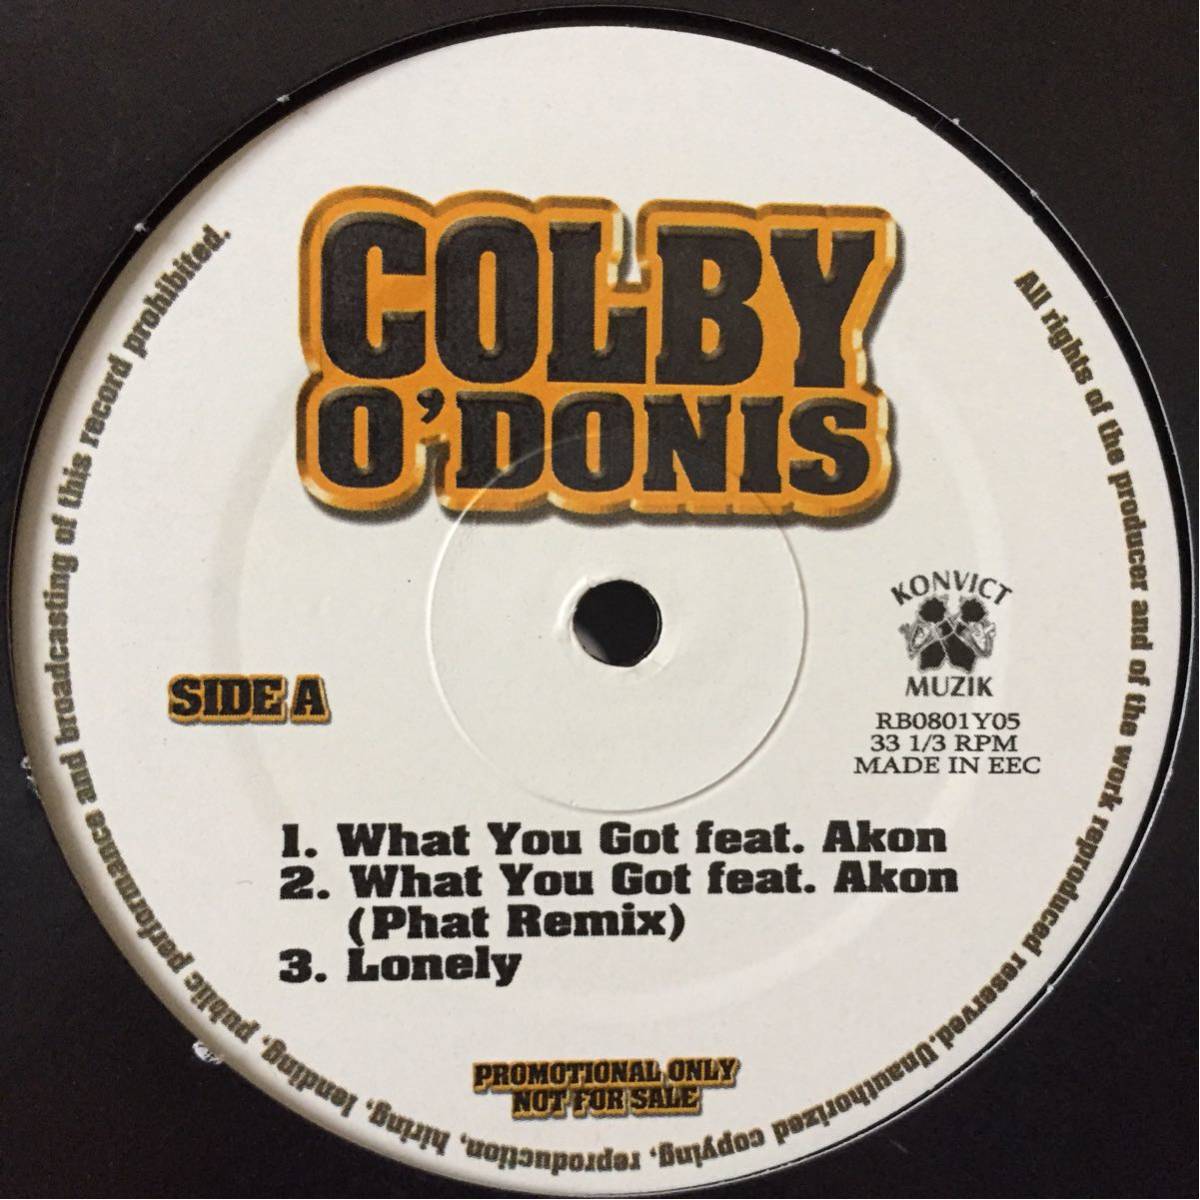 COLBY
O'DONIS
KONVICT
MUZIK
SIDE A
RB0801Y05
33 1/3 RPM
MADE IN EEC
1. What You Got feat. Akon
2. What You Got feat. Akon
(Phat Remix)
3. Lonely
PROMOTIONAL ONLY
NOT FOR SALE
All rights of the producer and of the work reproduced reserved. Unauthorized copying, reproduction, hiring, lending, public performance and broadcasting of this record prohibited.